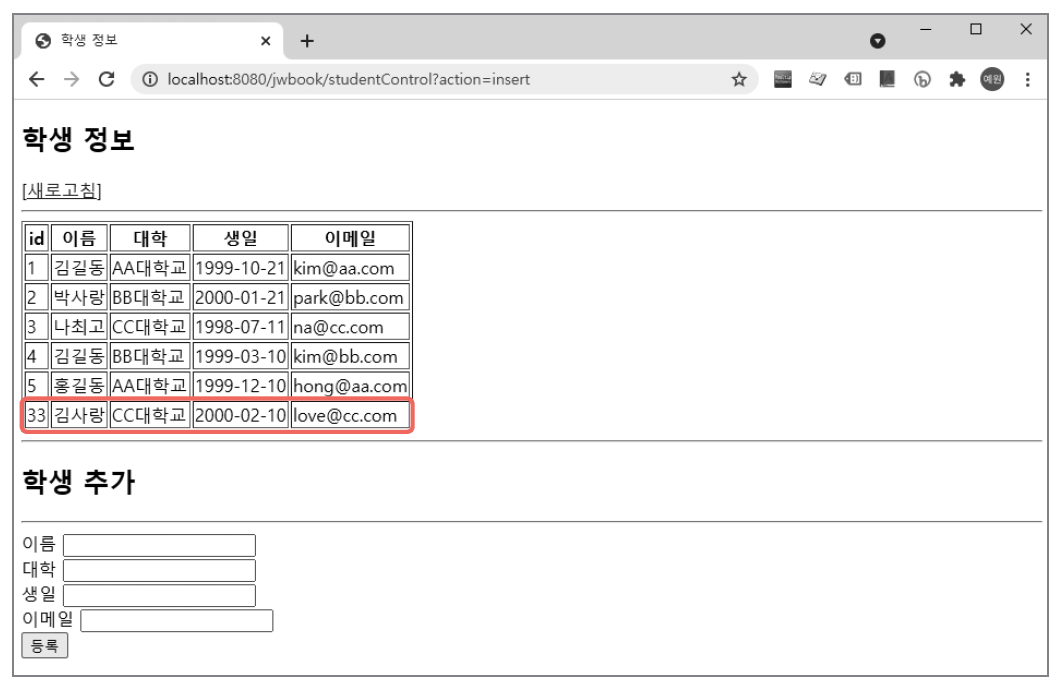 학생 정보
localhost:8080/jwbook/studentControl?action=insert
예원
학생 정보
[새로고침]
id 이름 대학 생일 이메일
1 김길동 AA대학교 1999-10-21 kim@aa.com
2 박사랑 BB대학교 2000-01-21 park@bb.com
3 나최고 CC대학교 1998-07-11 na@cc.com
4 김길동 BB대학교 1999-03-10 kim@bb.com
5 홍길동 AA대학교 1999-12-10 hong@aa.com
33 김사랑 CC대학교 2000-02-10 love@cc.com
학생 추가
이름
대학
생일
이메일
등록